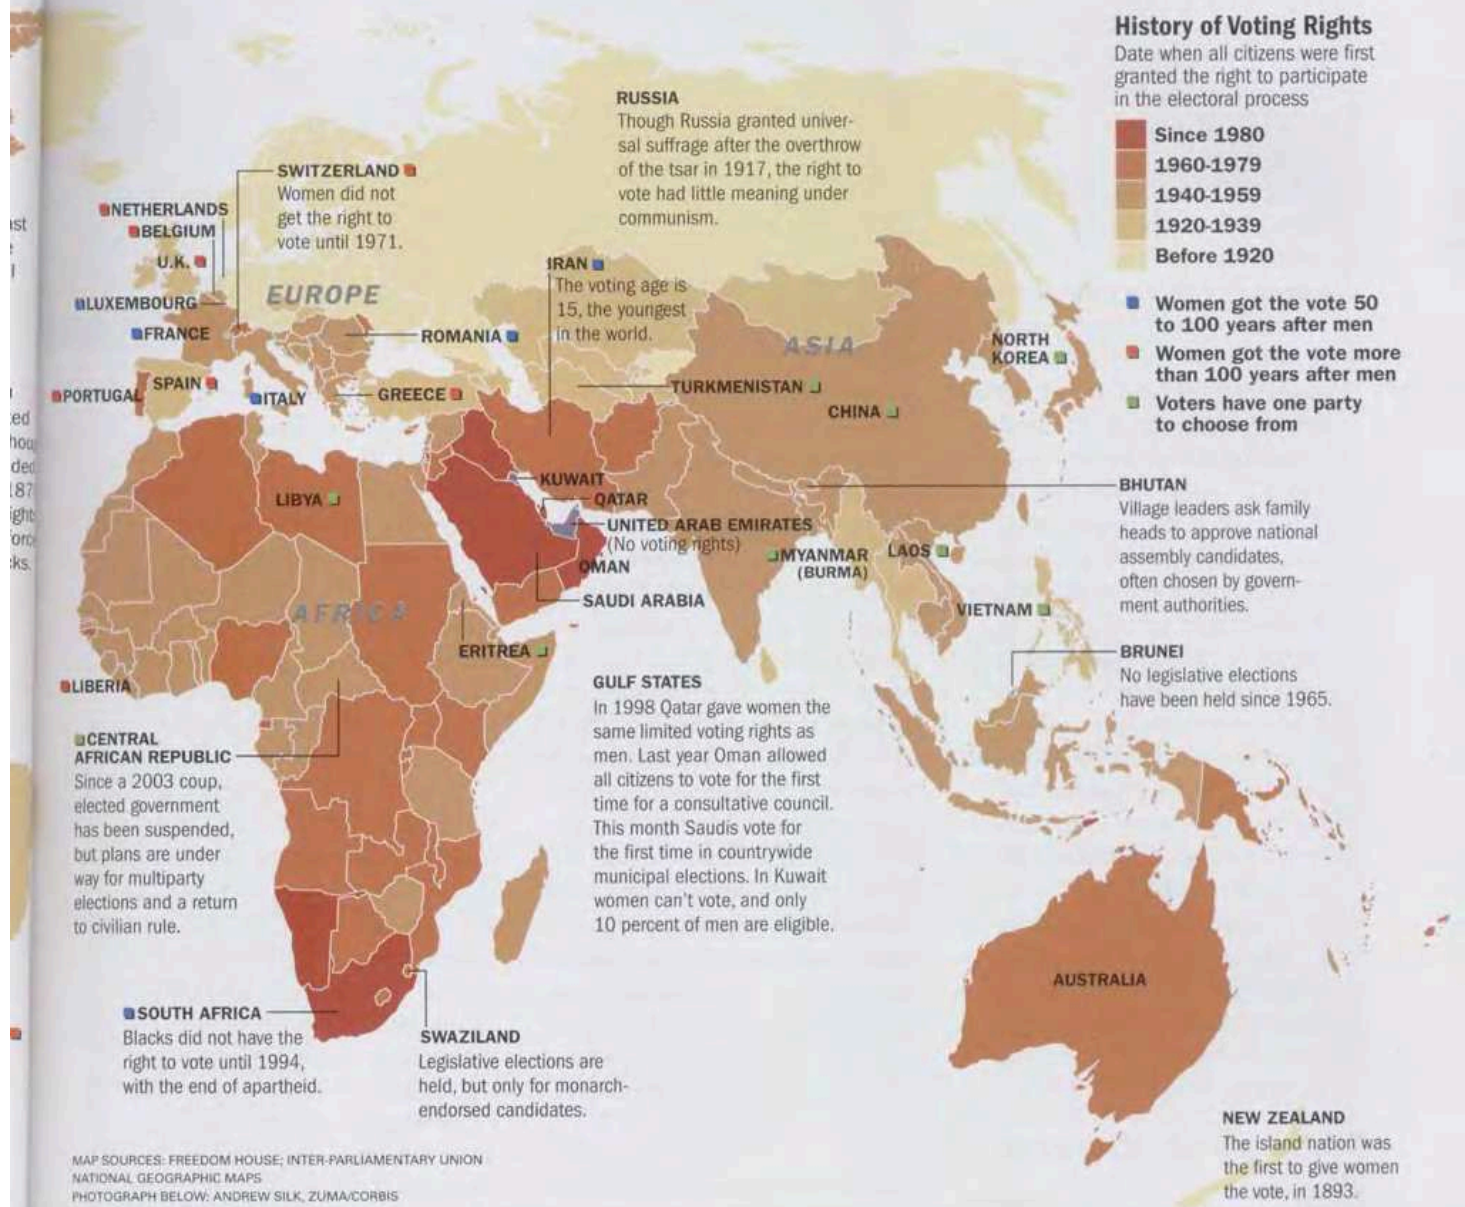 History of Voting Rights
Date when all citizens were first
granted the right to participate
in the electoral process
Since 1980
1960-1979
1940-1959
1920-1939
Before 1920
Women got the vote 50
to 100 years after men
Women got the vote more
than 100 years after men
Voters have one party
to choose from
RUSSIA
Though Russia granted univer-
sal suffrage after the overthrow
of the tsar in 1917, the right to
vote had little meaning under
communism.
SWITZERLAND
Women did not
get the right to
vote until 1971.
NETHERLANDS
BELGIUM
U.K.
LUXEMBOURG
EUROPE
FRANCE
ROMANIA
IRAN
The voting age is
15, the youngest
in the world.
ASIA
NORTH
KOREA
PORTUGAL
SPAIN
ITALY
GREECE
TURKMENISTAN
CHINA
LIBYA
KUWAIT
QATAR
UNITED ARAB EMIRATES
(No voting rights)
OMAN
SAUDI ARABIA
MYANMAR
(BURMA)
LAOS
VIETNAM
BHUTAN
Village leaders ask family
heads to approve national
assembly candidates,
often chosen by govern-
ment authorities.
BRUNEI
No legislative elections
have been held since 1965.
AFRICA
ERITREA
LIBERIA
CENTRAL
AFRICAN REPUBLIC
Since a 2003 coup,
elected government
has been suspended,
but plans are under
way for multiparty
elections and a return
to civilian rule.
GULF STATES
In 1998 Qatar gave women the
same limited voting rights as
men. Last year Oman allowed
all citizens to vote for the first
time for a consultative council.
This month Saudis vote for
the first time in countrywide
municipal elections. In Kuwait
women can't vote, and only
10 percent of men are eligible.
AUSTRALIA
SOUTH AFRICA
Blacks did not have the
right to vote until 1994,
with the end of apartheid.
SWAZILAND
Legislative elections are
held, but only for monarch-
endorsed candidates.
NEW ZEALAND
The island nation was
the first to give women
the vote, in 1893.
MAP SOURCES: FREEDOM HOUSE; INTER-PARLIAMENTARY UNION
NATIONAL GEOGRAPHIC MAPS
PHOTOGRAPH BELOW: ANDREW SILK, ZUMA/CORBIS